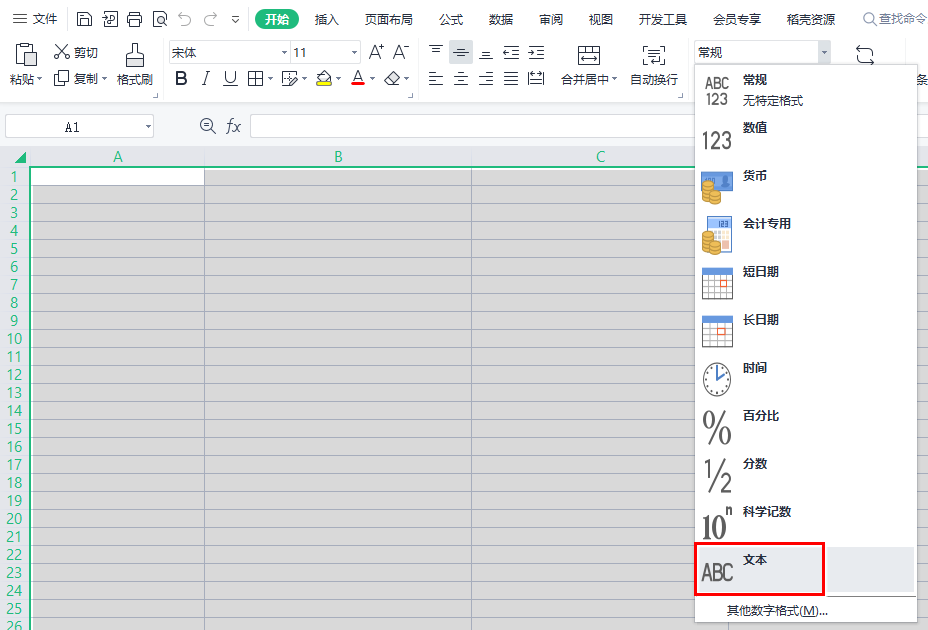 文件 开始 插入 页面布局 公式 数据 审阅 视图 开发工具 会员专享 稻壳资源 查找命令
剪切 宋体 11 A+ A- 常规
粘贴 复制 格式刷 B I U A 合并居中 自动换行 条
A1 fx
A B C
1
2
3
4
5
6
7
8
9
10
11
12
13
14
15
16
17
18
19
20
21
22
23
24
25
26
ABC
123
常规
无特定格式
123 数值
货币
123 会计专用
短日期
长日期
时间
% 百分比
1/2 分数
10n 科学记数
ABC 文本
其他数字格式(M)...